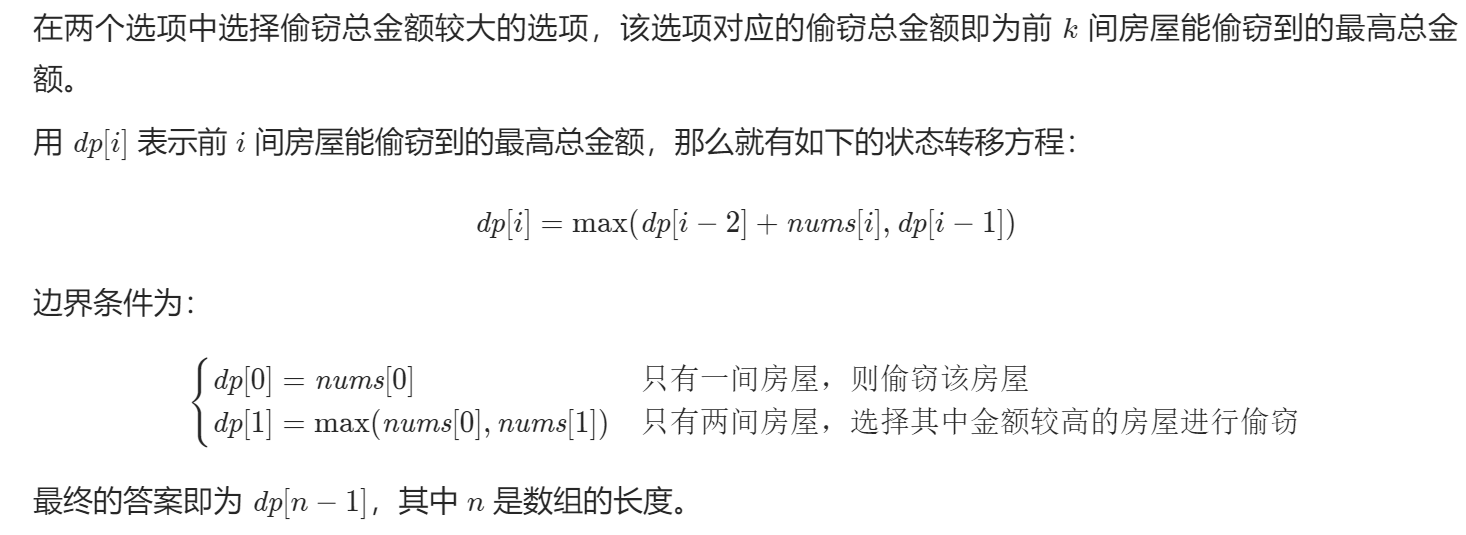 在两个选项中选择偷窃总金额较大的选项，该选项对应的偷窃总金额即为前 k 间房屋能偷窃到的最高总金
额。
用 dp[i] 表示前 i 间房屋能偷窃到的最高总金额，那么就有如下的状态转移方程：
dp[i] = max(dp[i − 2] + nums[i], dp[i − 1])
边界条件为：
dp[0] = nums[0] 只有一间房屋，则偷窃该房屋
dp[1] = max(nums[0], nums[1]) 只有两间房屋，选择其中金额较高的房屋进行偷窃
最终的答案即为 dp[n − 1]，其中 n 是数组的长度。